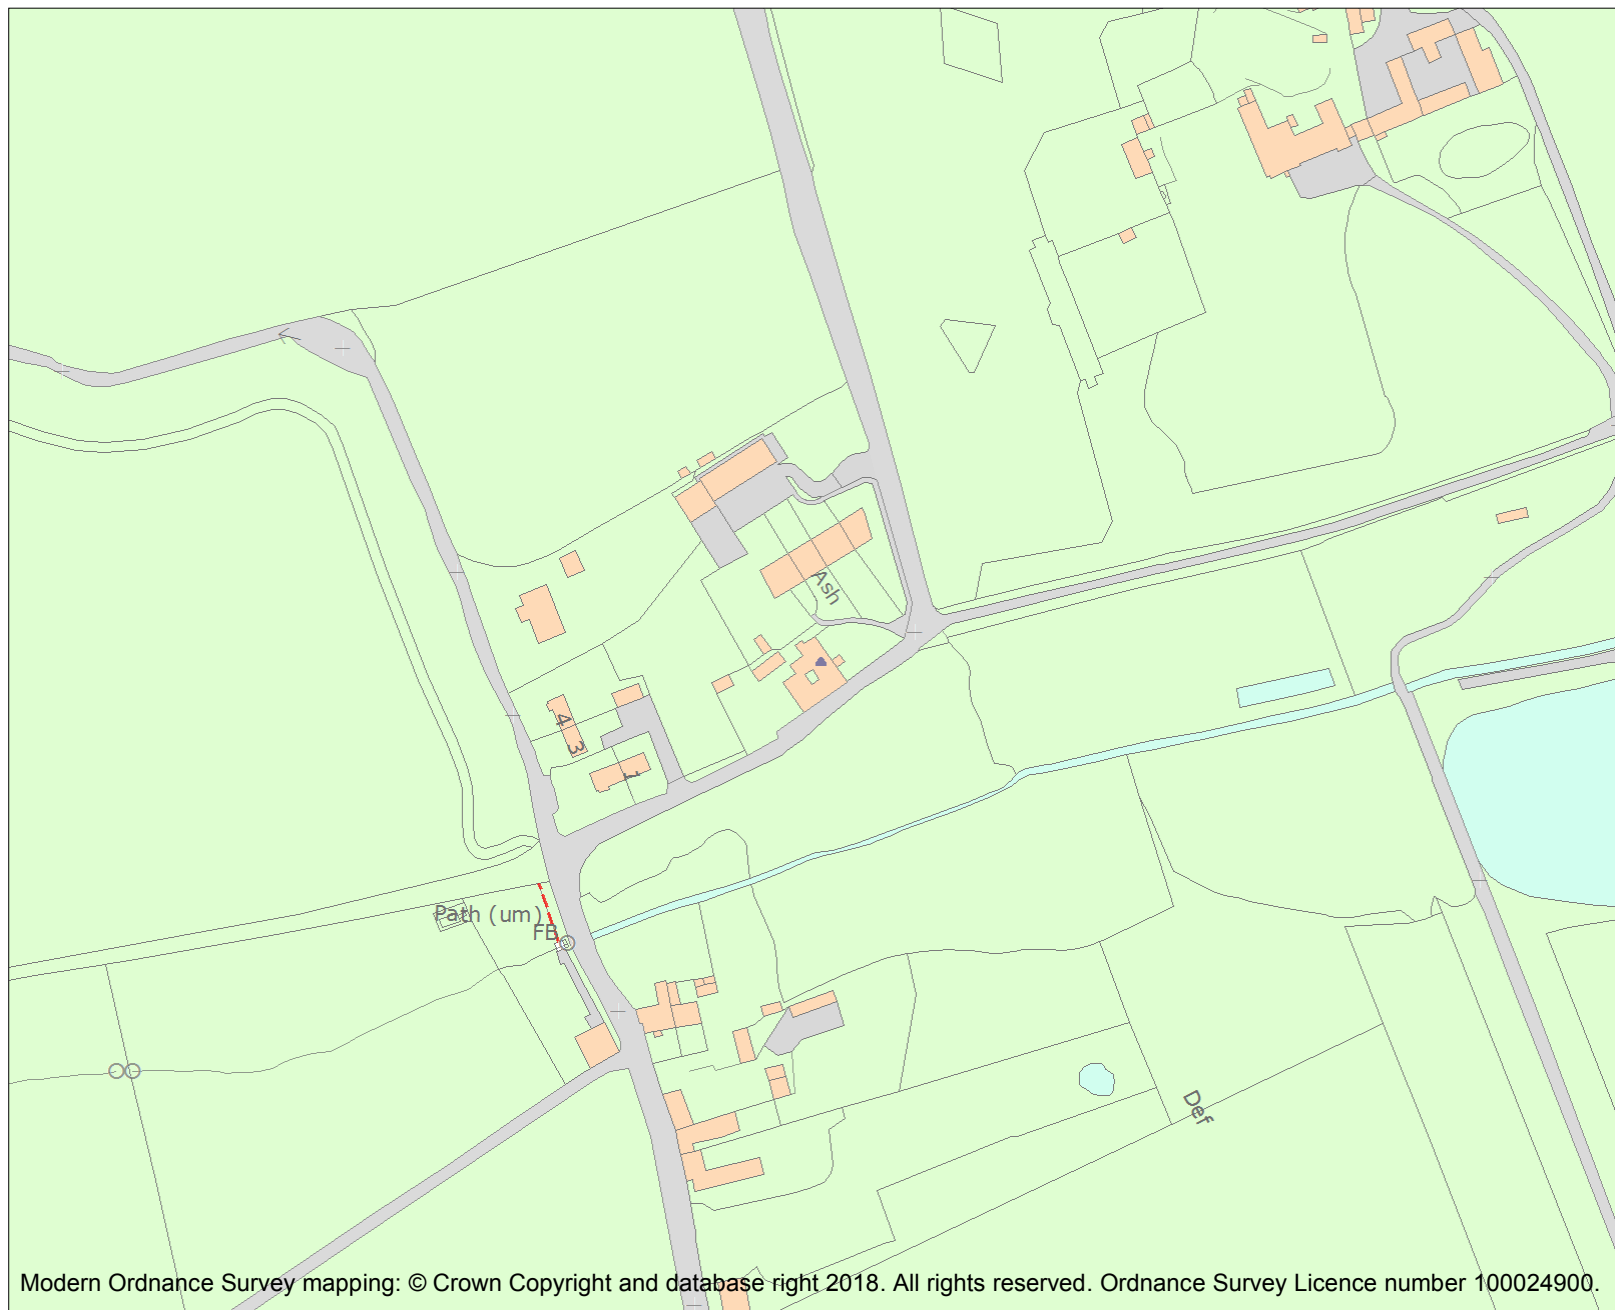 Ash
4
3
1
Path (um)
FB
Def
Modern Ordnance Survey mapping: © Crown Copyright and database right 2018. All rights reserved. Ordnance Survey Licence number 100024900.